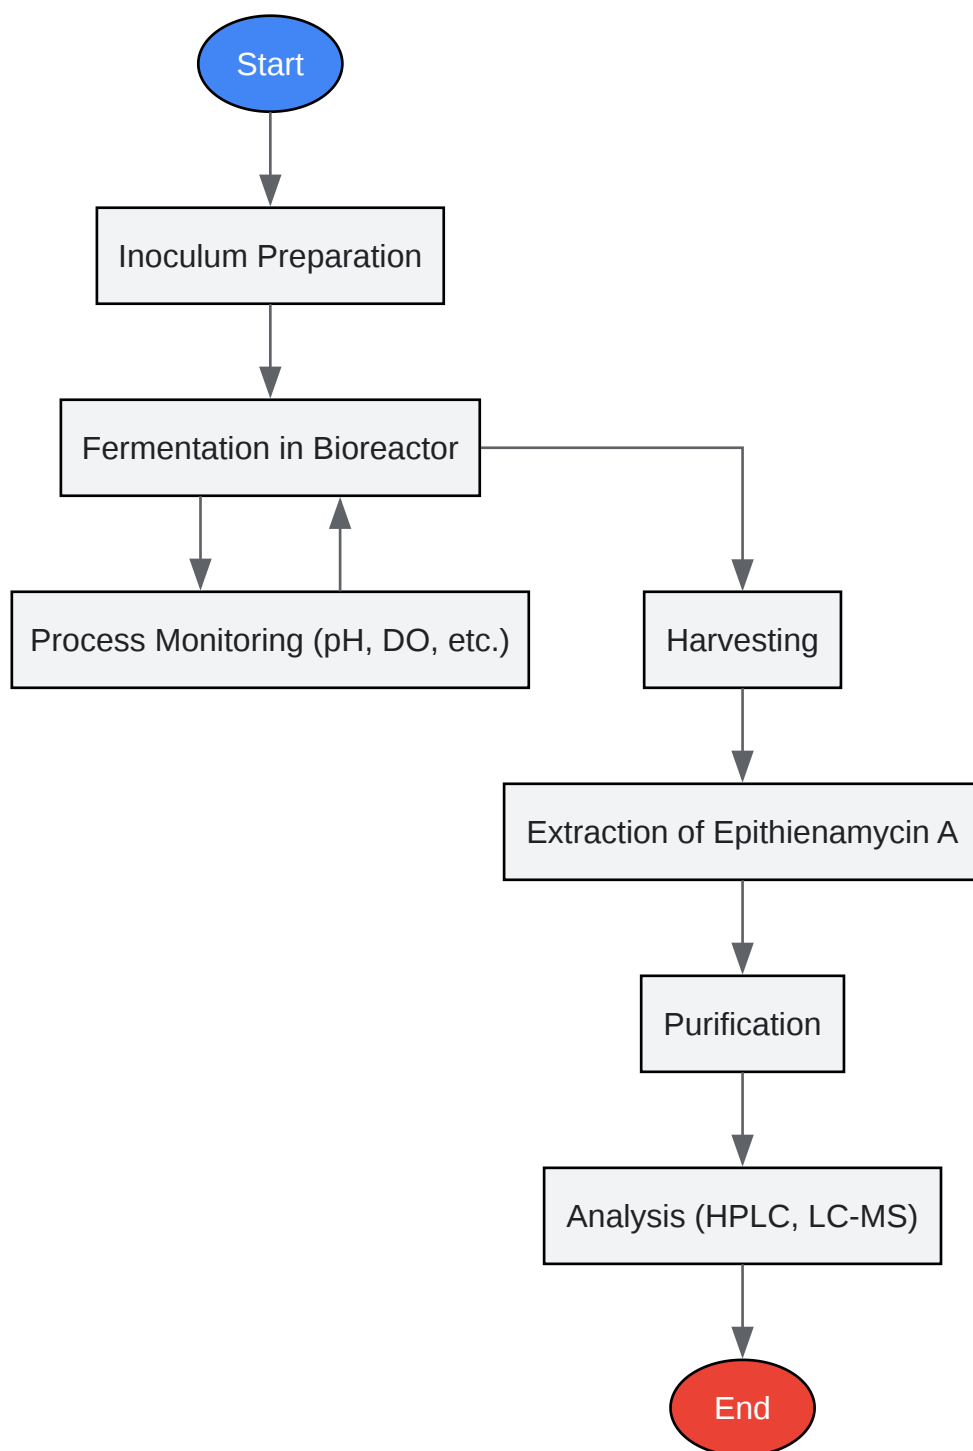 Start
Inoculum Preparation
Fermentation in Bioreactor
Process Monitoring (pH, DO, etc.)
Harvesting
Extraction of Epithienamycin A
Purification
Analysis (HPLC, LC-MS)
End